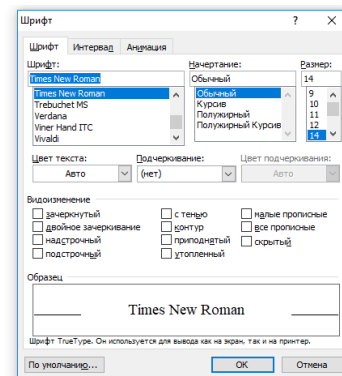 Шрифт ? ×
Шрифт Интервал Анимация
Шрифт: Начертание: Размер:
Times New Roman Обычный 14
Times New Roman Обычный 9
Trebuchet MS Курсив 10
Verdana Полужирный 11
Viner Hand ITC Полужирный Курсив 12
Vivaldi 14
Цвет текста: Подчеркивание: Цвет подчеркивания:
Авто (нет) Авто
Видоизменение
зачеркнутый с тенью малые прописные
двойное зачеркивание контур все прописные
надстрочный приподнятый скрытый
подстрочный утопленный
Образец
Times New Roman
Шрифт TrueType. Он используется для вывода как на экран, так и на принтер.
По умолчанию... ОК Отмена